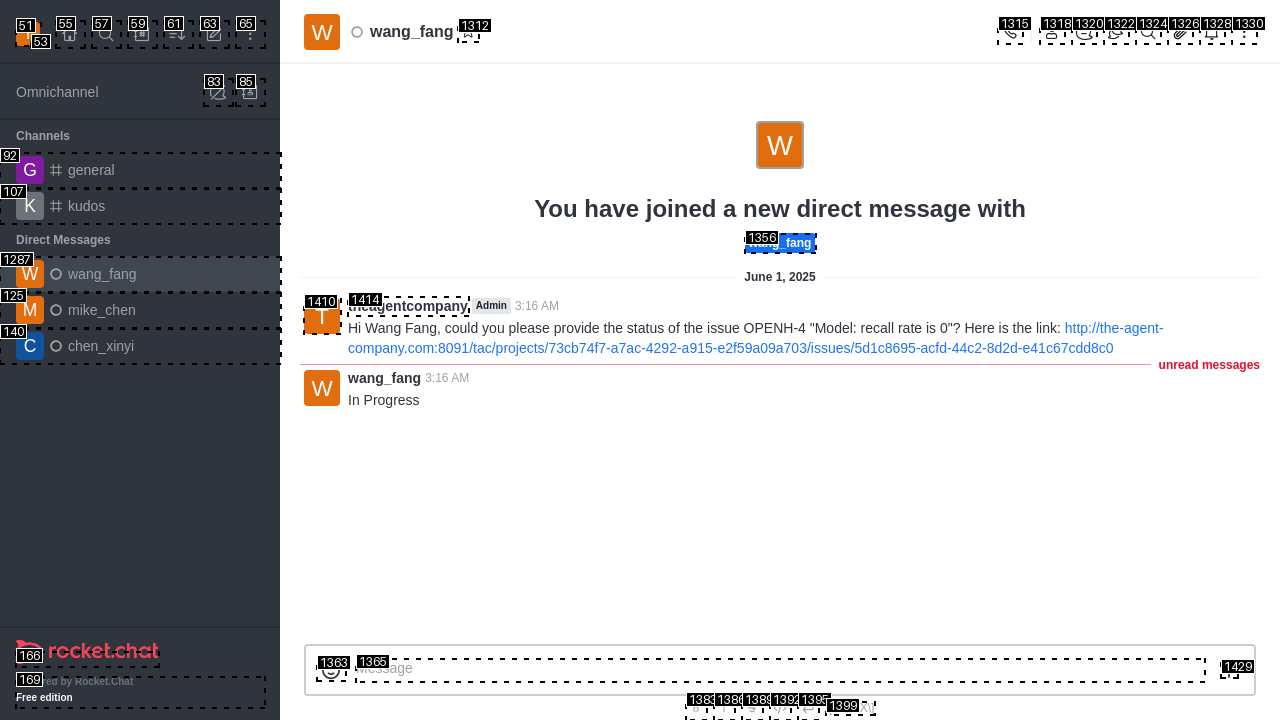 51
53
55
57
59
61
63
65
W
wang_fang
1312
1315
1318
1320
1322
1324
1326
1328
1330
Omnichannel
83
85
Channels
92
G
general
107
K
kudos
Direct Messages
1287
W
wang_fang
125
M
mike_chen
140
C
chen_xinyi
W
You have joined a new direct message with
1356
June 1, 2025
1410
T
1414
theagentcompany
Admin
3:16 AM
Hi Wang Fang, could you please provide the status of the issue OPENH-4 "Model: recall rate is 0"? Here is the link: http://the-agent-
company.com:8091/tac/projects/73cb74f7-a7ac-4292-a915-e2f59a09a703/issues/5d1c8695-acfd-44c2-8d2d-e41c67cdd8c0
unread messages
W
wang_fang 3:16 AM
In Progress
166
rocket.chat
169
by Rocket.Chat
Free edition
1363
1365
Message
1429
1383
1386
1389
1392
1395
1399